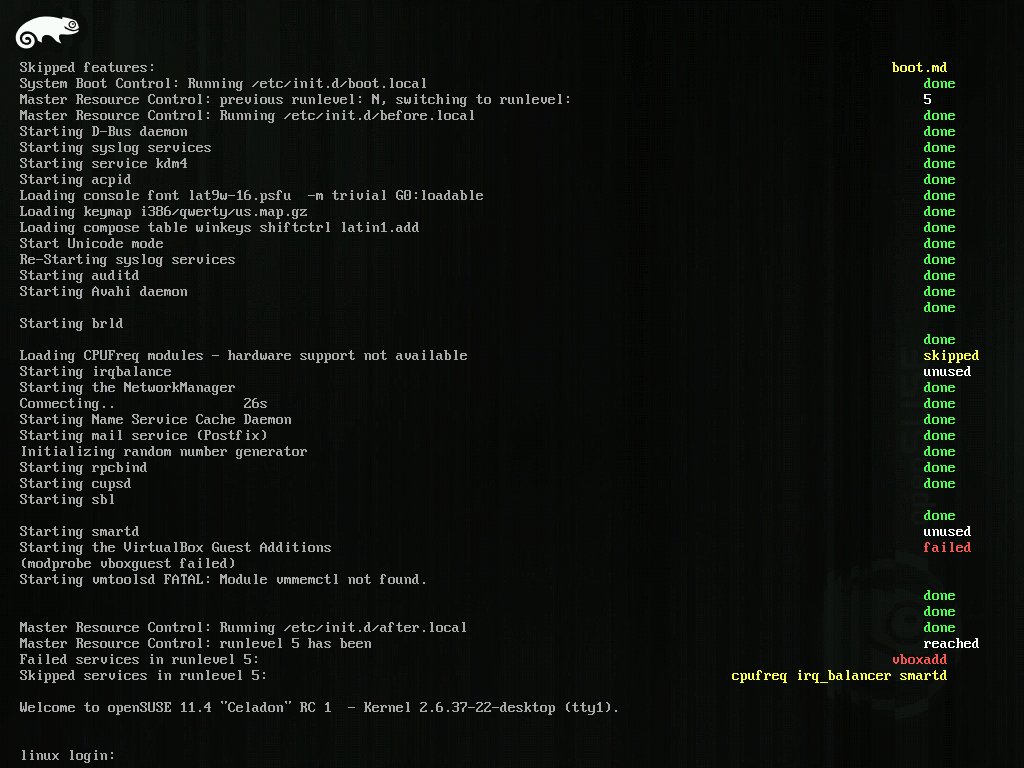 Skipped features: boot.md
System Boot Control: Running /etc/init.d/boot.local done
Master Resource Control: previous runlevel: N, switching to runlevel: 5
Master Resource Control: Running /etc/init.d/before.local done
Starting D-Bus daemon done
Starting syslog services done
Starting service kdm4 done
Starting acpid done
Loading console font lat9w-16.psfu  -m trivial G0:loadable done
Loading keymap i386/qwerty/us.map.gz done
Loading compose table winkeys shiftctrl latin1.add done
Start Unicode mode done
Re-Starting syslog services done
Starting auditd done
Starting Avahi daemon done
done
Starting brld
done
Loading CPUFreq modules - hardware support not available skipped
Starting irqbalance unused
Starting the NetworkManager done
Connecting.. 26s done
Starting Name Service Cache Daemon done
Starting mail service (Postfix) done
Initializing random number generator done
Starting rpcbind done
Starting cupsd done
Starting sbl
done
Starting smartd unused
Starting the VirtualBox Guest Additions failed
(modprobe vboxguest failed)
Starting vmtoolsd FATAL: Module vmmemctl not found.
done
done
Master Resource Control: Running /etc/init.d/after.local done
Master Resource Control: runlevel 5 has been reached
Failed services in runlevel 5: vboxadd
Skipped services in runlevel 5: cpufreq irq_balancer smartd
Welcome to openSUSE 11.4 "Celadon" RC 1  - Kernel 2.6.37-22-desktop (tty1).
linux login: